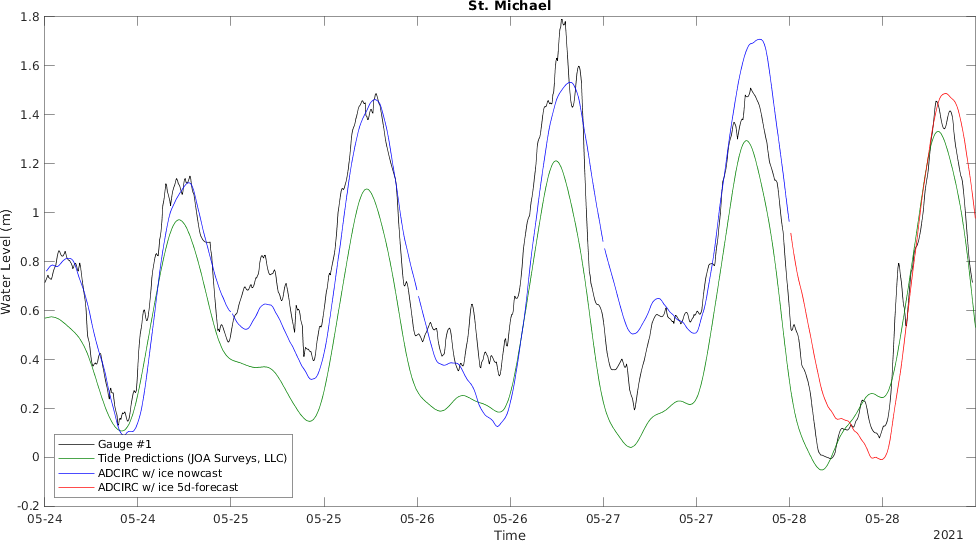 St. Michael
1.8
1.6
1.4
1.2
1
0.8
0.6
0.4
0.2
0
-0.2
Water Level (m)
Gauge #1
Tide Predictions (JOA Surveys, LLC)
ADCIRC w/ ice nowcast
ADCIRC w/ ice 5d-forecast
05-24 05-24 05-25 05-25 05-26 05-26 05-27 05-27 05-28 05-28
Time
2021